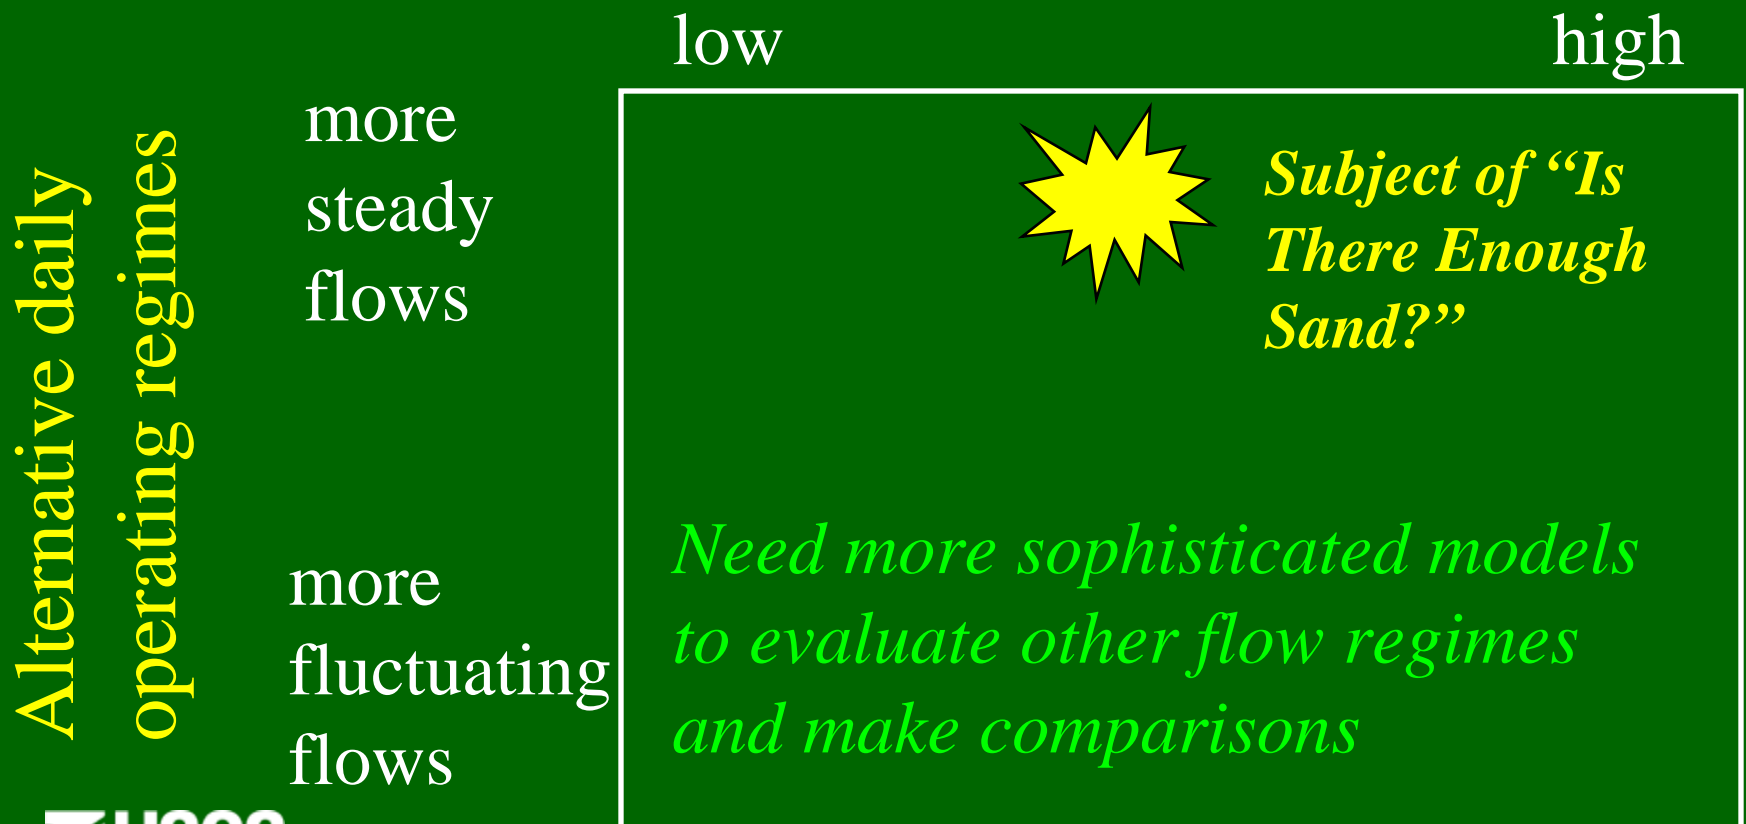 low high
Alternative daily
operating regimes
more
steady
flows
Subject of “Is
There Enough
Sand?”
more
fluctuating
flows
Need more sophisticated models
to evaluate other flow regimes
and make comparisons